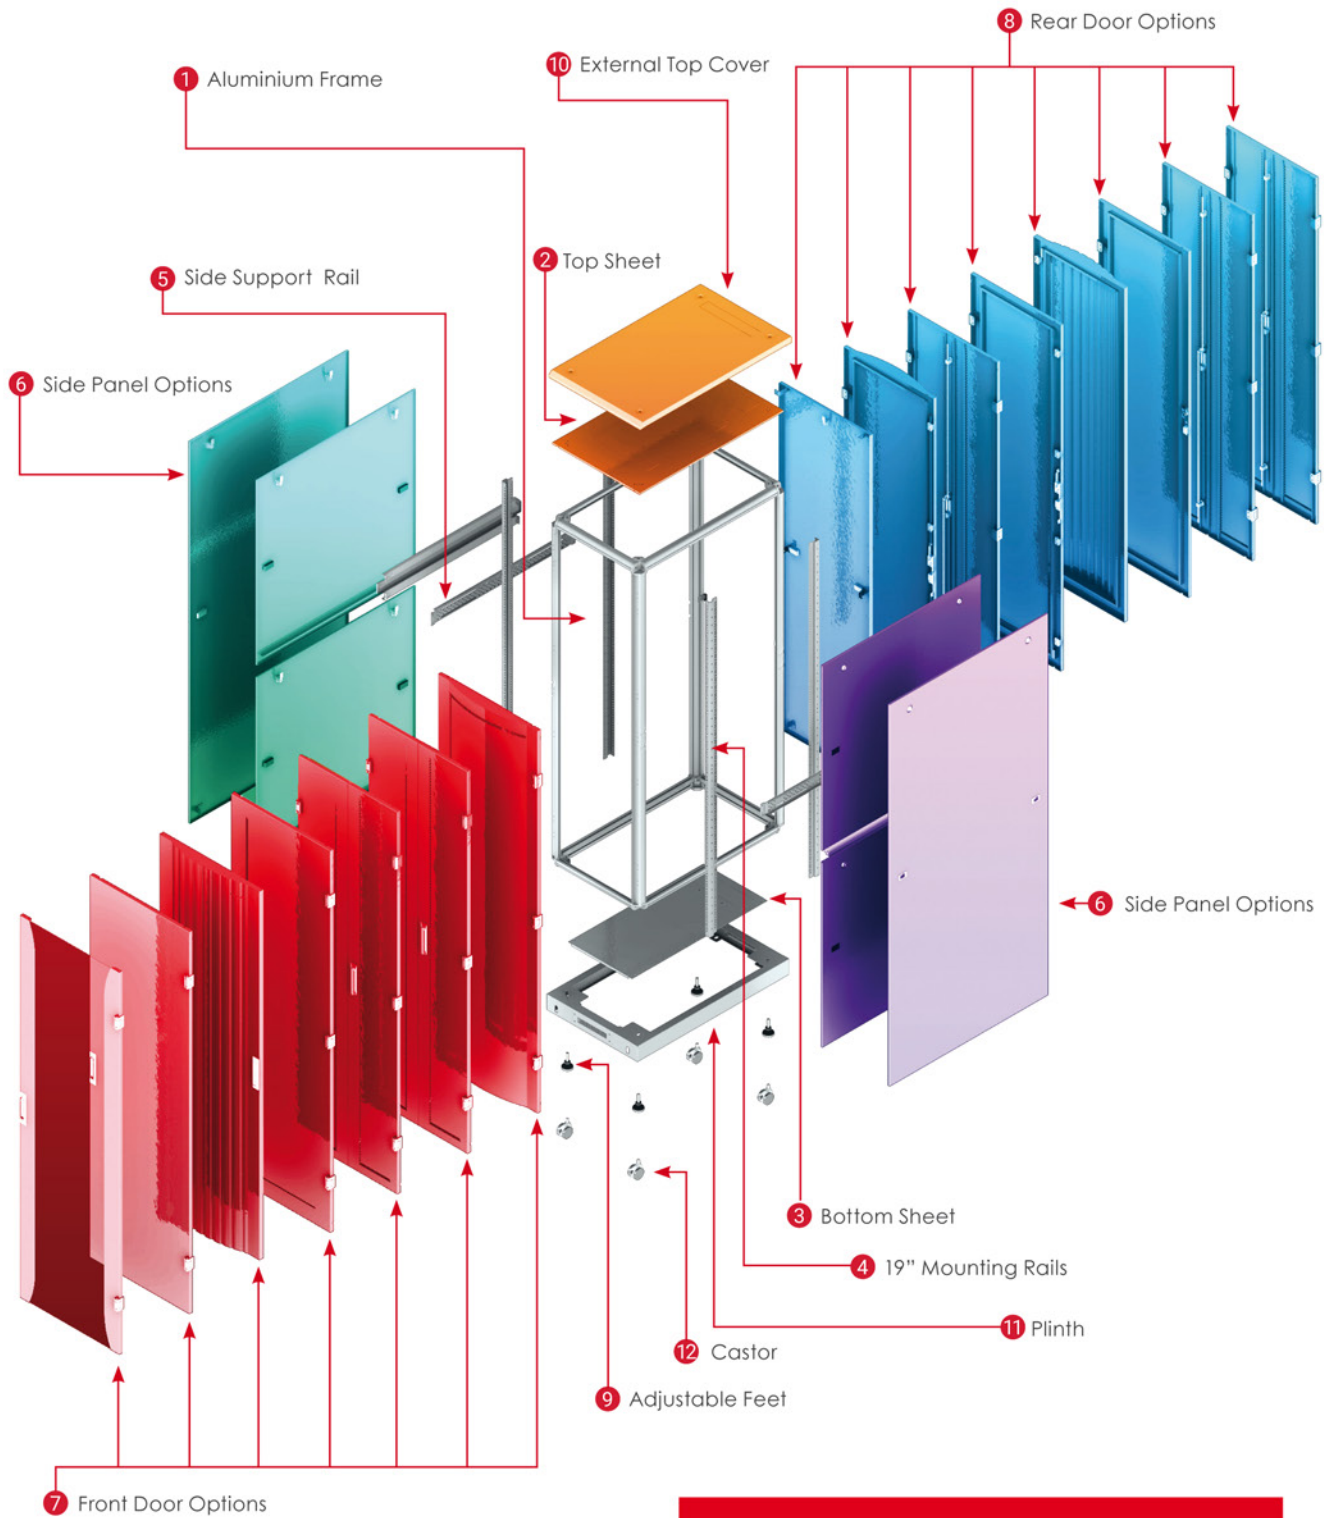 8 Rear Door Options
10 External Top Cover
1 Aluminium Frame
2 Top Sheet
5 Side Support Rail
6 Side Panel Options
6 Side Panel Options
3 Bottom Sheet
4 19” Mounting Rails
11 Plinth
12 Castor
9 Adjustable Feet
7 Front Door Options